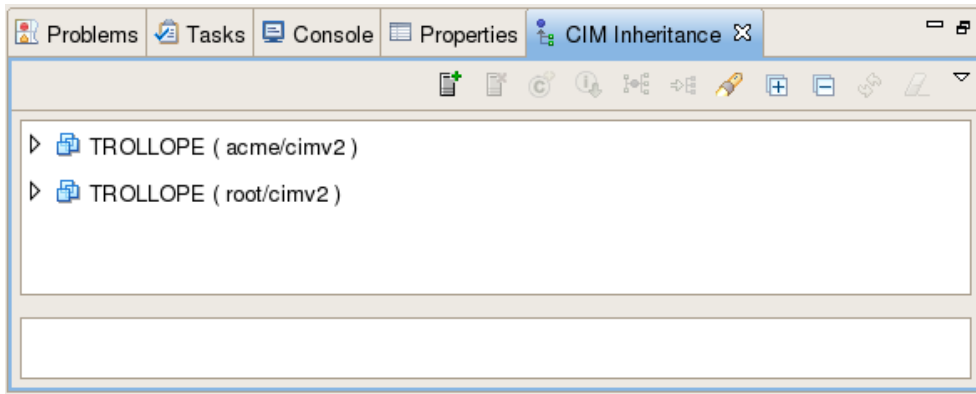 Problems Tasks Console Properties CIM Inheritance
TROLLOPE ( acme/cimv2 )
TROLLOPE ( root/cimv2 )